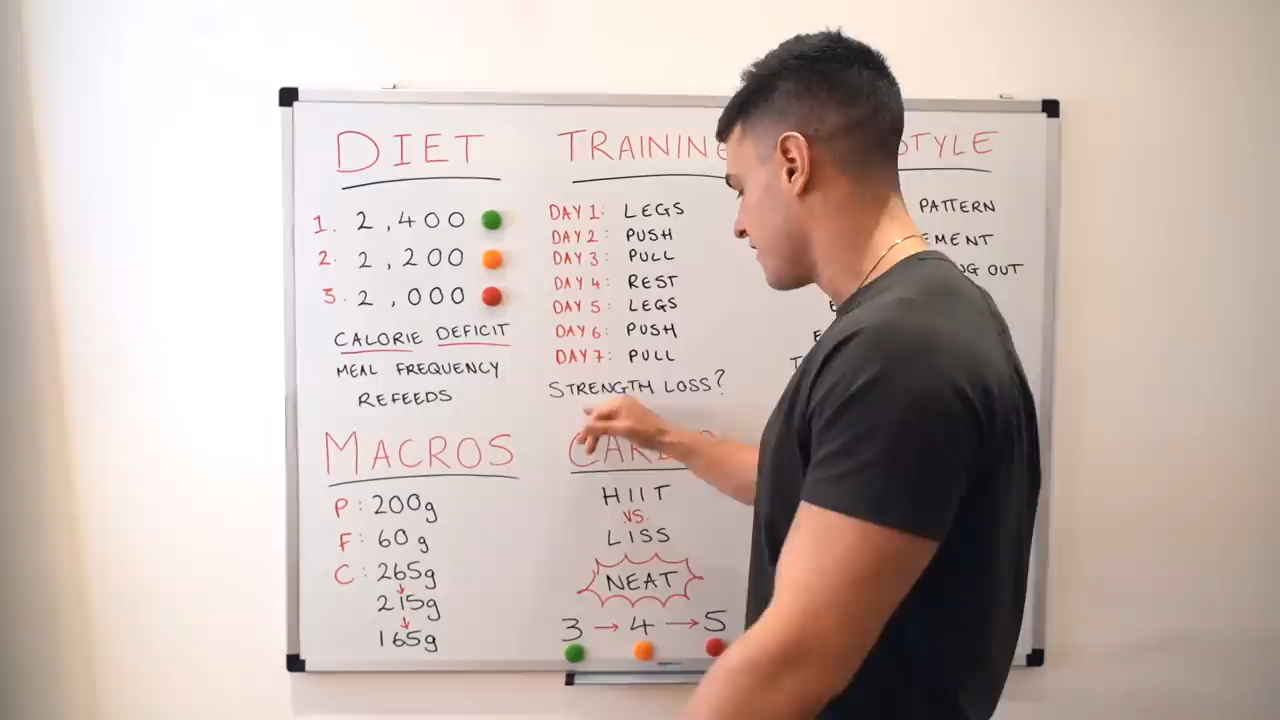 DIET
1. 2,400
2. 2,200
3. 2,000
CALORIE DEFICIT
MEAL FREQUENCY
REFEEDS
TRAININ
DAY 1: LEGS
DAY 2: PUSH
DAY 3: PULL
DAY 4: REST
DAY 5: LEGS
DAY 6: PUSH
DAY 7: PULL
STRENGTH LOSS?
STYLE
PATTERN
EMENT
OUT
MACROS
P: 200g
F: 60g
C: 265g
215g
165g
HIIT
VS.
LISS
NEAT
3 → 4 → 5